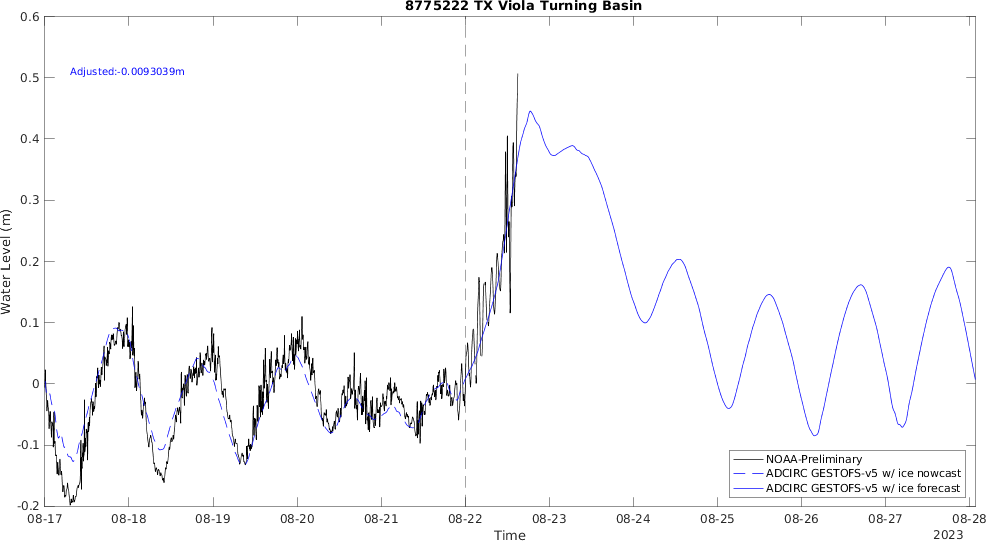 8775222 TX Viola Turning Basin
0.6
0.5
0.4
0.3
0.2
0.1
0
-0.1
-0.2
Water Level (m)
Adjusted:-0.0093039m
NOAA-Preliminary
ADCIRC GESTOFS-v5 w/ ice nowcast
ADCIRC GESTOFS-v5 w/ ice forecast
08-17 08-18 08-19 08-20 08-21 08-22 08-23 08-24 08-25 08-26 08-27 08-28
Time
2023